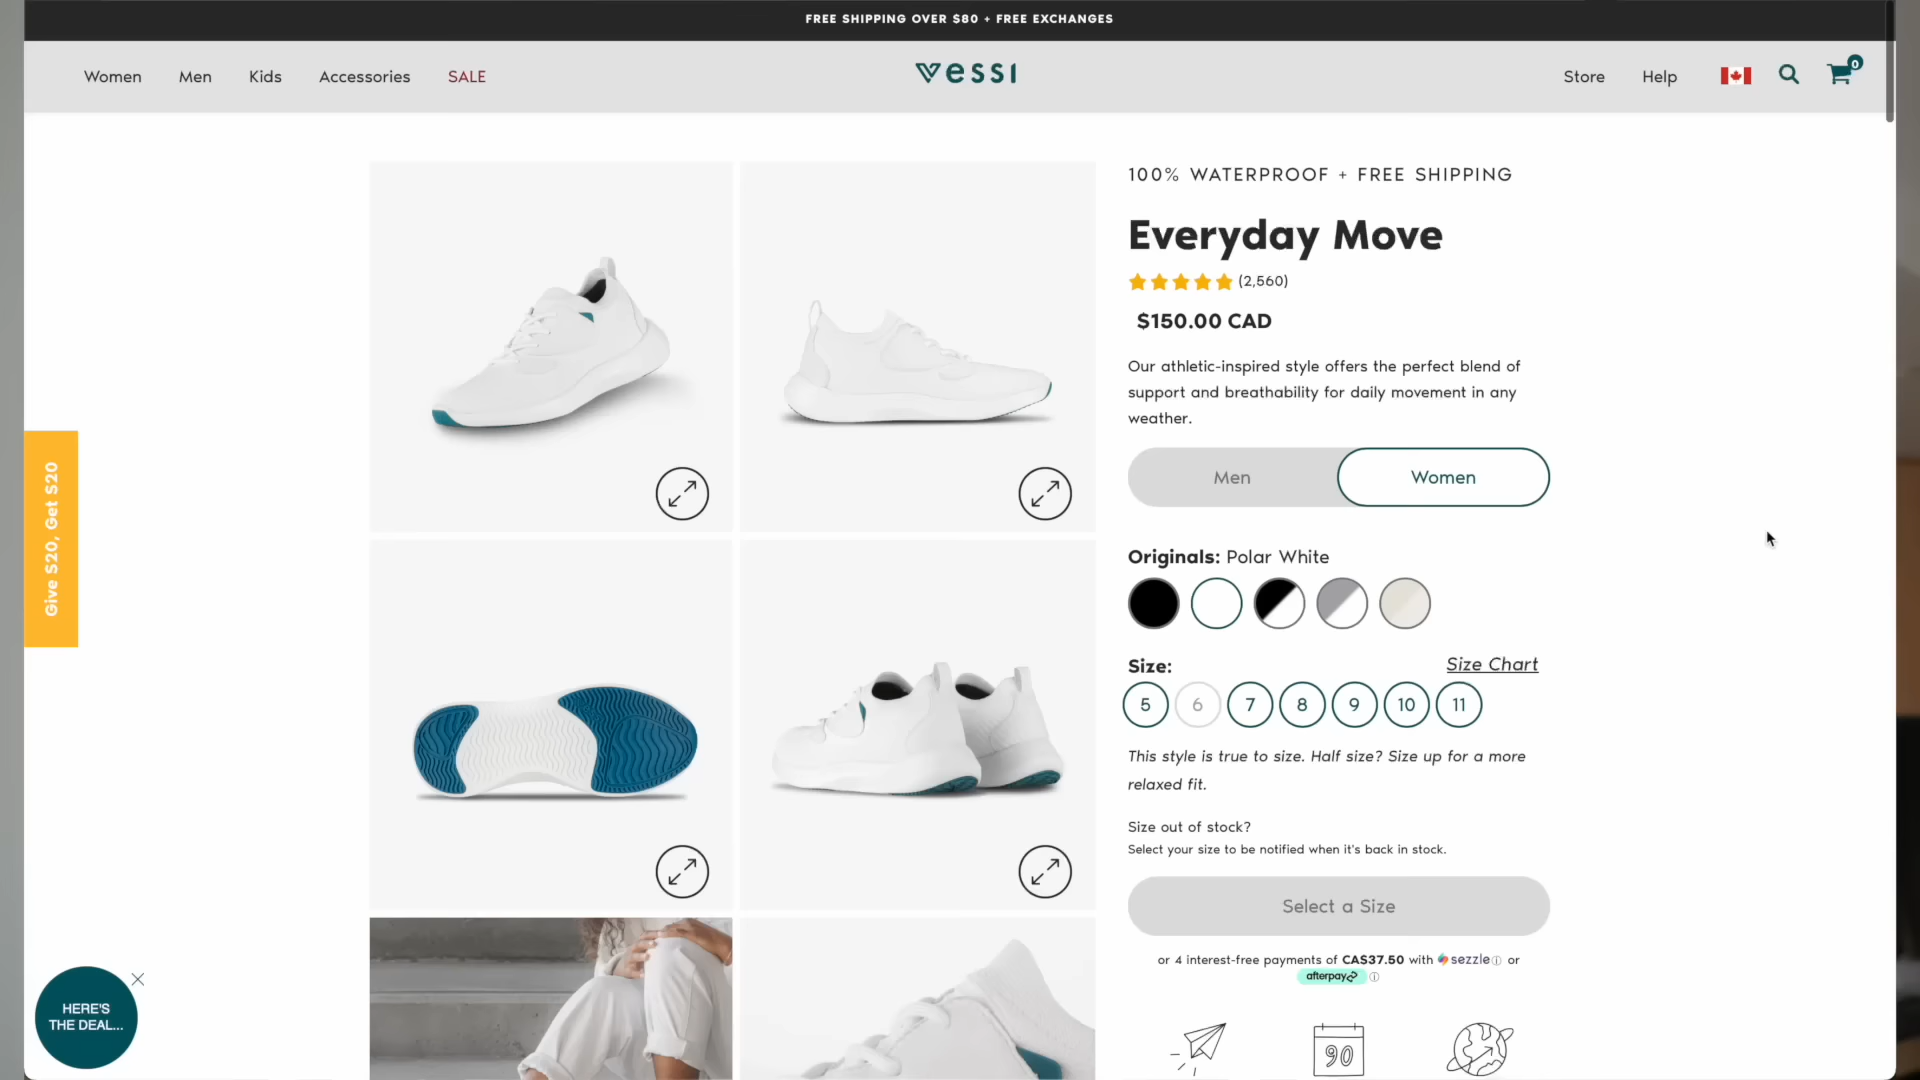 FREE SHIPPING OVER $80 + FREE EXCHANGES
Women Men Kids Accessories SALE
vessi
Store Help
0
100% WATERPROOF + FREE SHIPPING
Everyday Move
(2,560)
$150.00 CAD
Our athletic-inspired style offers the perfect blend of
support and breathability for daily movement in any
weather.
Men Women
Originals: Polar White
Size: Size Chart
5 6 7 8 9 10 11
This style is true to size. Half size? Size up for a more
relaxed fit.
Size out of stock?
Select your size to be notified when it's back in stock.
Select a Size
or 4 interest-free payments of CA$37.50 with sezzle ⓘ or
afterpay ⓘ
90
Give $20, Get $20
HERE'S
THE DEAL...